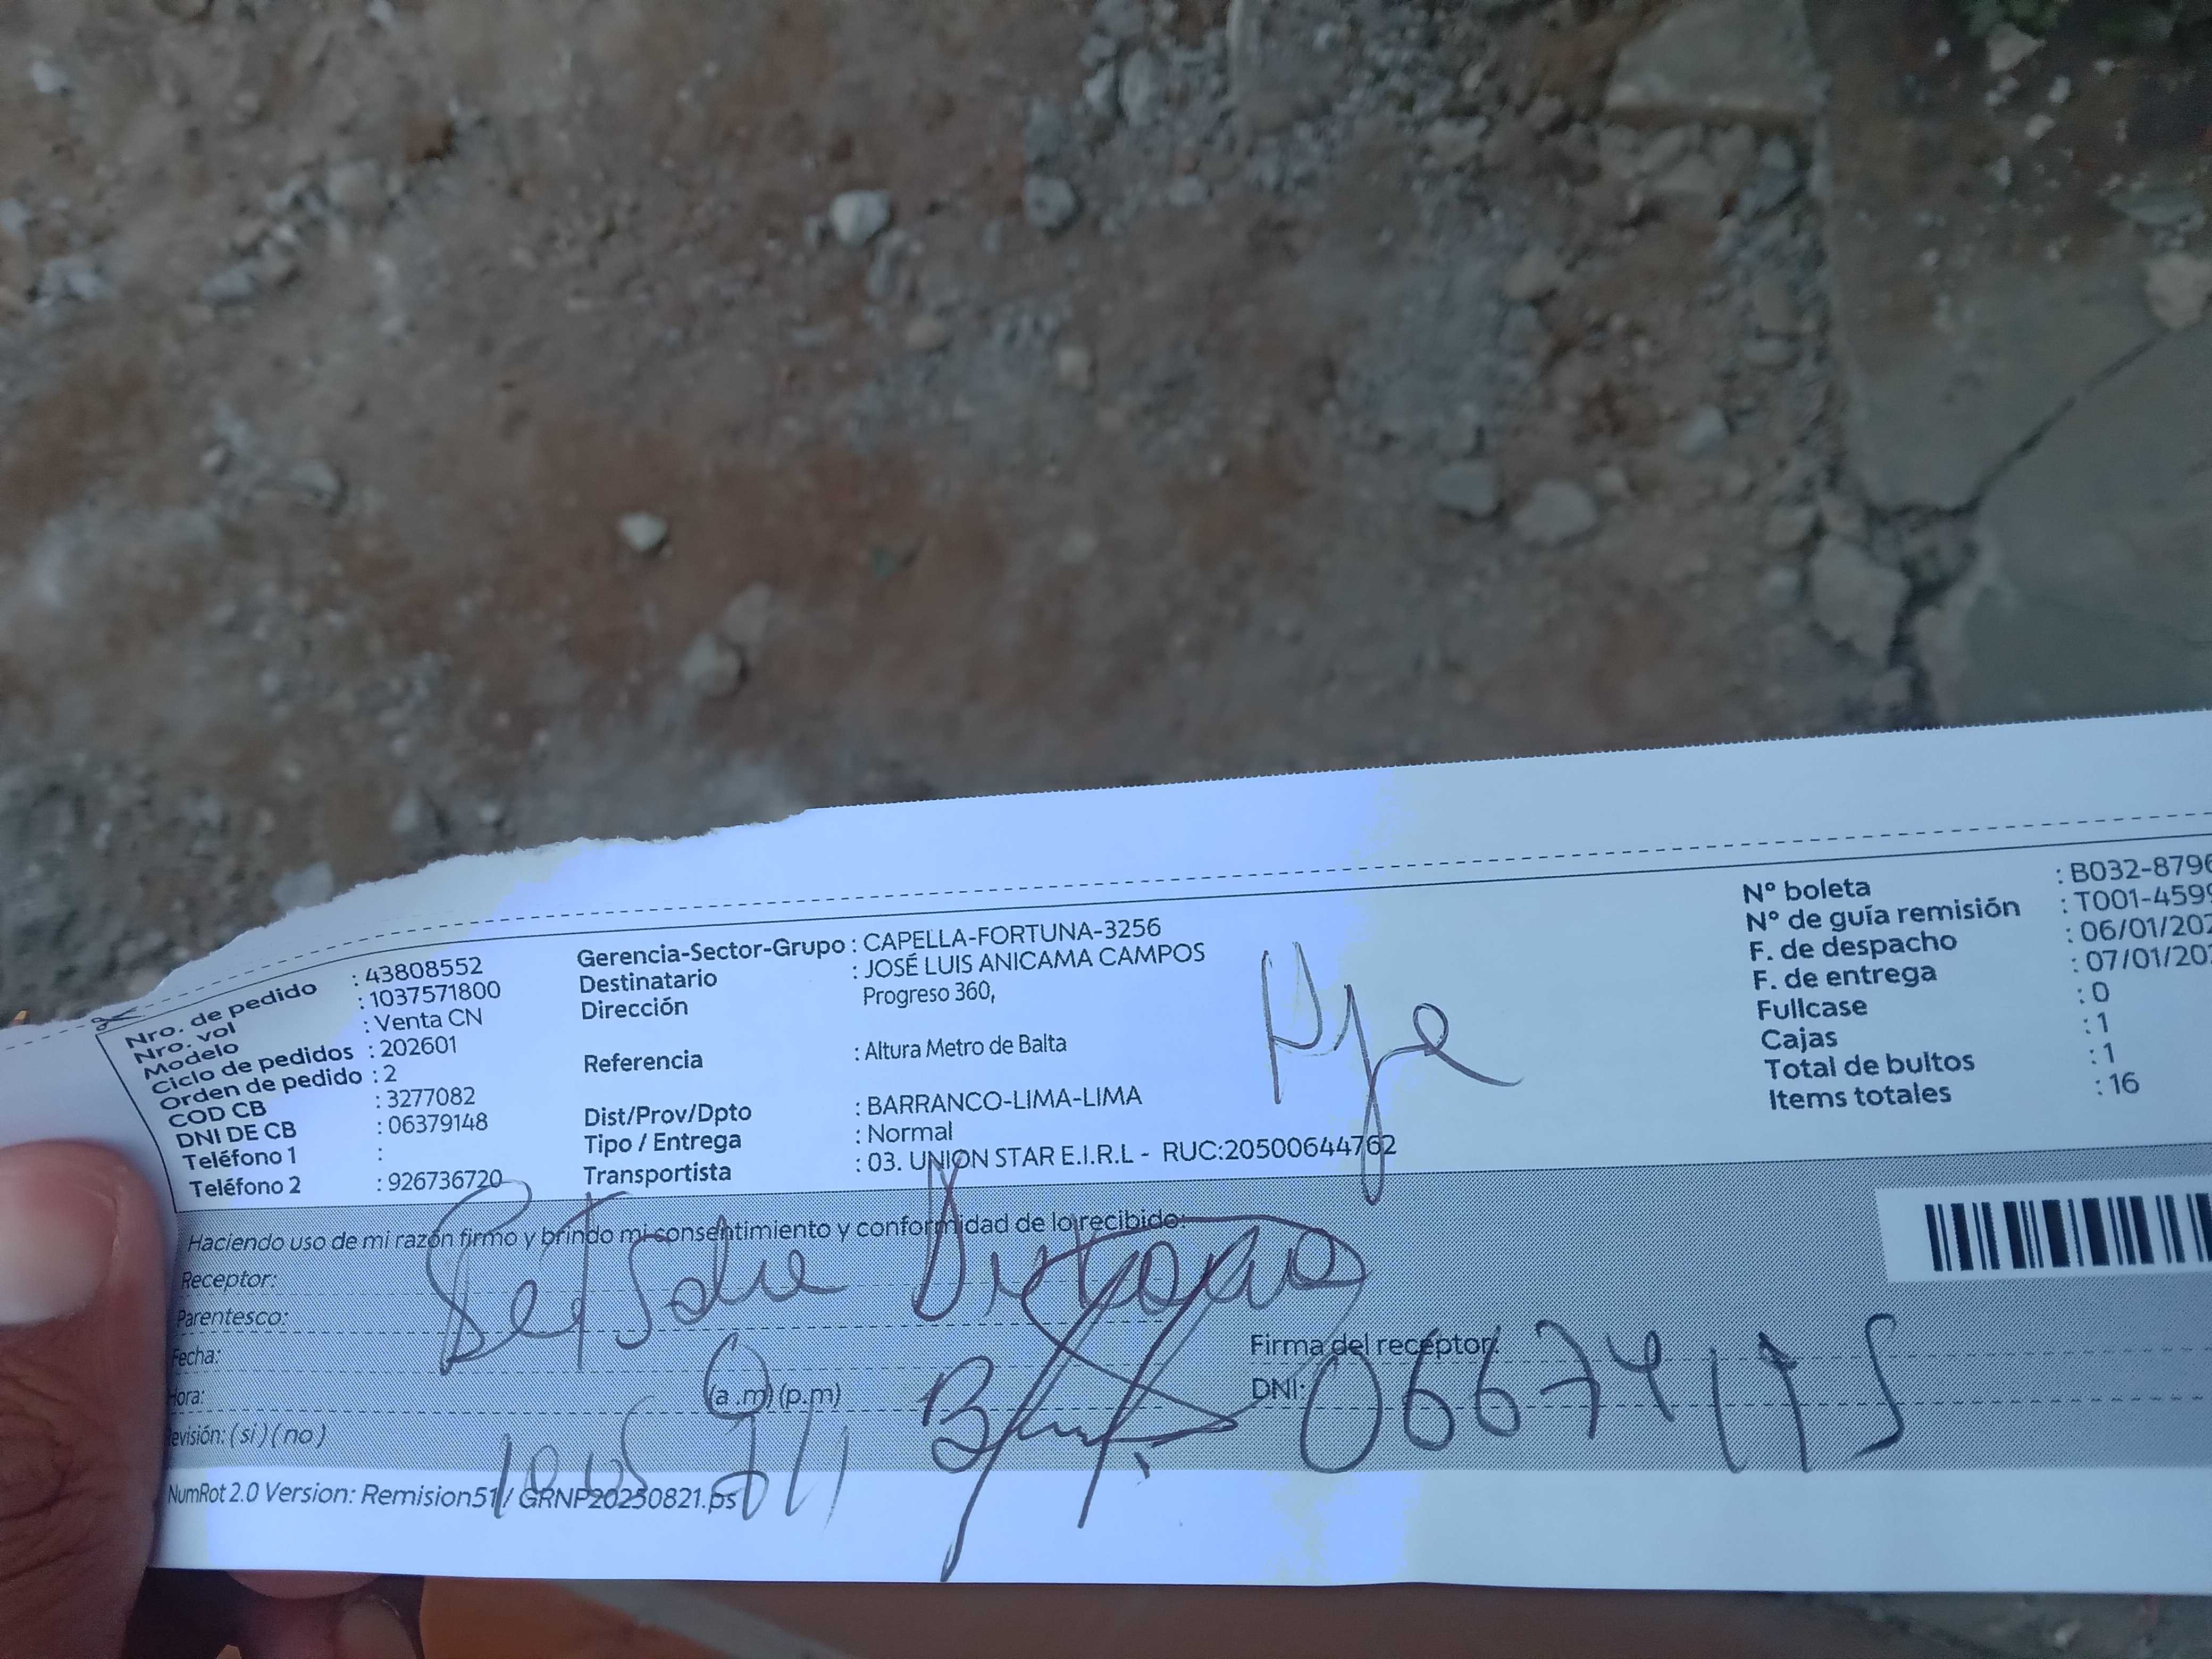 Nro. de pedido : 43808552
Nro. vol : 1037571800
Modelo : Venta CN
Ciclo de pedidos : 202601
Orden de pedido : 2
COD CB : 3277082
DNI DE CB : 06379148
Teléfono 1 :
Teléfono 2 : 926736720
Gerencia-Sector-Grupo : CAPELLA-FORTUNA-3256
Destinatario : JOSÉ LUIS ANICAMA CAMPOS
Dirección Progreso 360,
Referencia : Altura Metro de Balta
Dist/Prov/Dpto : BARRANCO-LIMA-LIMA
Tipo / Entrega : Normal
Transportista : 03. UNION STAR E.I.R.L - RUC:20500644762
N° boleta : B032-8796
N° de guía remisión : T001-459
F. de despacho : 06/01/202
F. de entrega : 07/01/20
Fullcase : 0
Cajas : 1
Total de bultos : 1
Items totales : 16
Haciendo uso de mi razón firmo y brindo mi consentimiento y conformidad de lo recibido:
Receptor:
Parentesco:
Fecha:
Hora: (a .m) (p.m)
evisión: ( si ) ( no )
Firma del receptor:
DNI:
NumRot 2.0 Version: Remision51 / GRNP20250821.ps